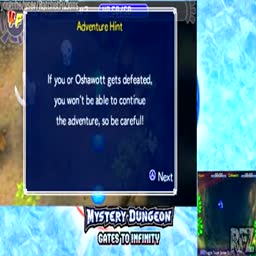 Adventure Hint
If you or Oshawott gets defeated,
you won't be able to continue
the adventure, so be careful!
Next
MYSTERY DUNGEON
GATES TO INFINITY